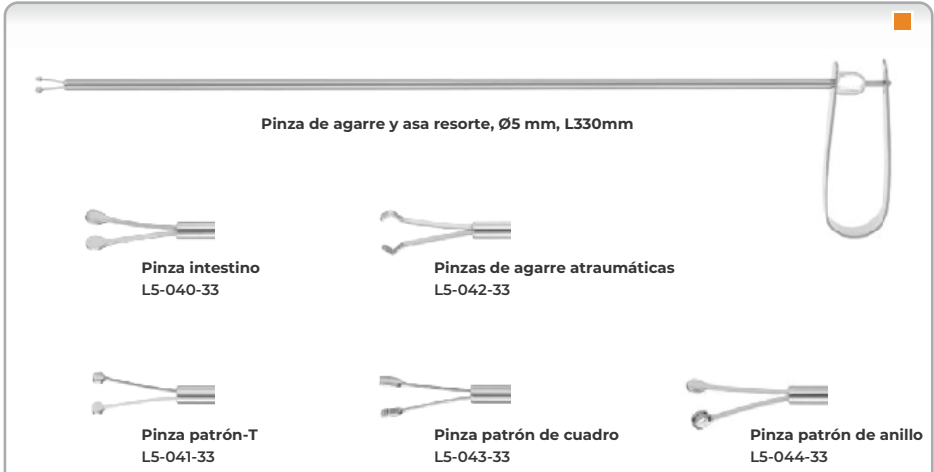 Pinza de agarre y asa resorte, Ø5 mm, L330mm
Pinza intestino
L5-040-33
Pinzas de agarre atraumáticas
L5-042-33
Pinza patrón-T
L5-041-33
Pinza patrón de cuadro
L5-043-33
Pinza patrón de anillo
L5-044-33